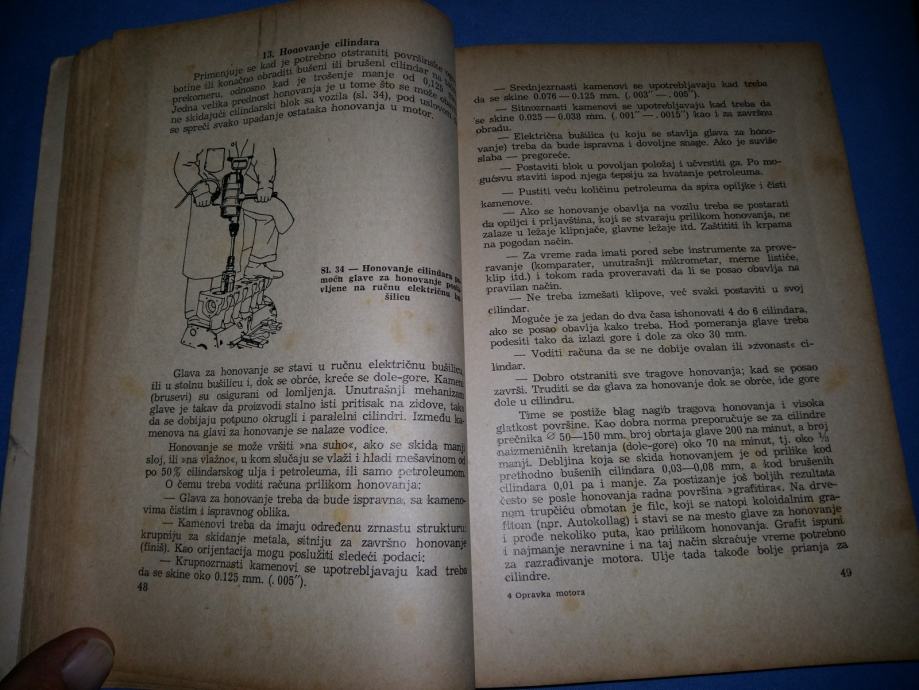 13. Honovanje cilindara
Primenjuje se kad je potrebno otstraniti površinske
botine ili konačno obraditi bušeni ili brušeni cilindar na
prekomeru, odnosno kad je trošenje manje od 0,125
Jedna velika prednost honovanja je u tome što se može
ne skidajući cilindarski blok sa vozila (sl. 34), pod uslovom
se spreči svako upadanje ostataka honovanja u motor.
Sl. 34 — Honovanje cilindara
moću glave za honovanje
vljene na ručnu električnu
šilicu
Glava za honovanje se stavi u ručnu električnu bušilicu
ili u stolnu bušilicu i, dok se obrće, kreće se dole-gore. Kameni
(brusevi) su osigurani od lomljenja. Unutrašnji mehanizam
glave je takav da proizvodi stalno isti pritisak na zidove, tako
da se dobijaju potpuno okrugli i paralelni cilindri. Između ka-
menova na glavi za honovanje se nalaze vodice.
Honovanje se može vršiti »na suho«, ako se skida manji
sloj, ili »na vlažno«, u kom slučaju se vlaži i hladi mešavinom od
po 50% cilindarskog ulja i petroleuma, ili samo petroleumom.
O čemu treba voditi računa prilikom honovanja:
— Glava za honovanje treba da bude ispravna, sa kameno-
vima čistim i ispravnog oblika.
— Kamenovi treba da imaju određenu zrnastu strukturu:
krupniju za skidanje metala, sitniju za završno honovanje
(finiš). Kao orijentacija mogu poslužiti sledeći podaci:
— Krupnozrnasti kamenovi se upotrebljavaju kad treba
da se skine oko 0.125 mm. (.005").
48
— Srednjezrnasti kamenovi se upotrebljavaju kad treba
da se skine 0.076 — 0.125 mm. (.003" — .005").
— Sitnozrnasti kamenovi se upotrebljavaju kad treba da
se skine 0.025 — 0.038 mm. (.001" — .0015") kao i za završnu
obradu.
— Električna bušilica (u koju se stavlja glava za hono-
vanje) treba da bude ispravna i dovoljne snage. Ako je suviše
slaba — pregoreće.
— Postaviti blok u povoljan položaj i učvrstiti ga. Po mo-
gućsvu staviti ispod njega tepsiju za hvatanje petroleuma.
— Pustiti veću količinu petroleuma da spira opiljke i čisti
kamenove.
— Ako se honovanje obavlja na vozilu treba se postarati
da opiljci i prljavština, koji se stvaraju prilikom honovanja, ne
zalaze u ležaje klipnjače, glavne ležaje itd. Zaštititi ih krpama
na pogodan način.
— Za vreme rada imati pored sebe instrumente za prove-
ravanje (komparater, unutrašnji mikrometar, merne listiće,
klip itd.) i tokom rada proveravati da li se posao obavlja na
pravilan način.
— Ne treba izmešati klipove, već svaki postaviti u svoj
cilindar.
Moguće je za jedan do dva časa ishonovati 4 do 6 cilindara,
ako se posao obavlja kako treba. Hod pomeranja glave treba
podesiti tako da izlazi gore i dole za oko 30 mm.
— Voditi računa da se ne dobije ovalan ili »zvonast« ci-
lindar.
— Dobro otstraniti sve tragove honovanja; kad se posao
završi. Truditi se da glava za honovanje dok se obrće, ide gore
dole u cilindru.
Time se postiže blag nagib tragova honovanja i visoka
glatkost površine. Kao dobra norma preporučuje se za cilindre
prečnika ∅ 50—150 mm. broj obrtaja glave 200 na minut, a broj
naizmeničnih kretanja (dole-gore) oko 70 na minut, tj. oko ⅓
manji. Debljina koja se skida honovanjem je od prilike kod
prethodno bušenih cilindara 0,03—0,08 mm, a kod brušenih
cilindara 0,01 pa i manje. Za postizanje još boljih rezultata
često se posle honovanja radna površina »grafitira«. Na drve-
nom trupčiću obmotan je filc, koji se natopi koloidalnim gra-
fitom (npr. Autokollag) i stavi se na mesto glave za honovanje
i prođe nekoliko puta, kao prilikom honovanja. Grafit ispuni
i najmanje neravnine i na taj način skraćuje vreme potrebno
za razrađivanje motora. Ulje tada takođe bolje prianja za
cilindre.
4 Opravka motora
49